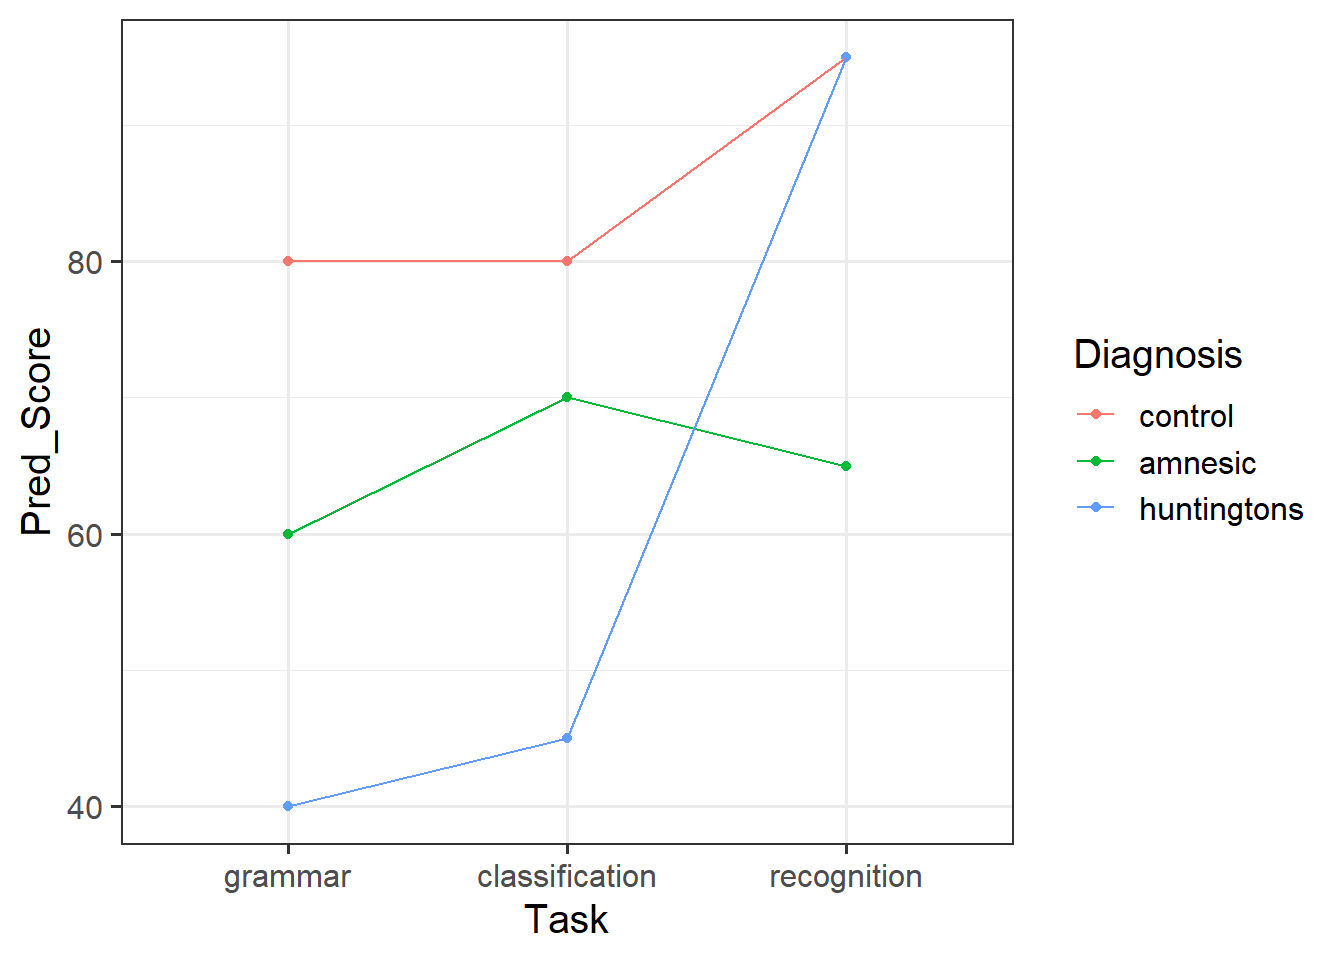 Pred_Score
80
60
40
grammar
classification
recognition
Task
Diagnosis
control
amnesic
huntingtons